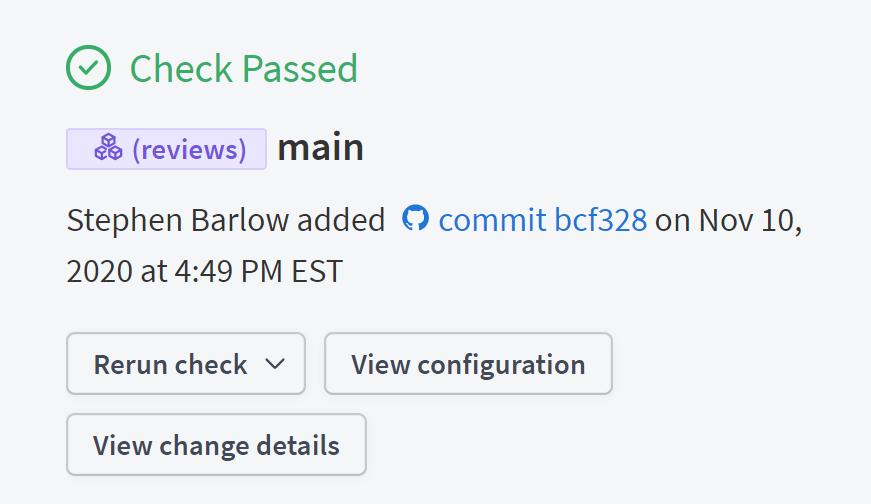 Check Passed
(reviews) main
Stephen Barlow added commit bcf328 on Nov 10,
2020 at 4:49 PM EST
Rerun check View configuration
View change details